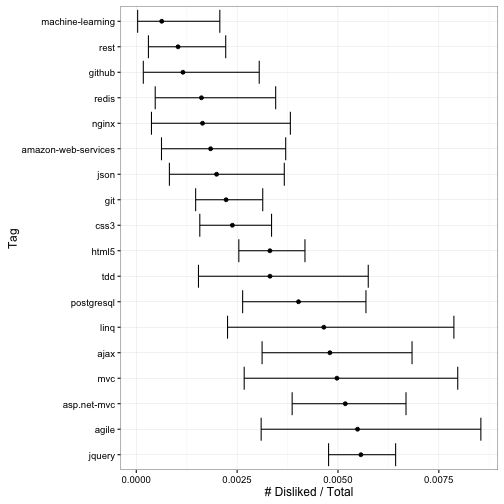 machine-learning
rest
github
redis
nginx
amazon-web-services
json
git
css3
html5
tdd
postgresql
linq
ajax
mvc
asp.net-mvc
agile
jquery
Tag
0.0000 0.0025 0.0050 0.0075
# Disliked / Total